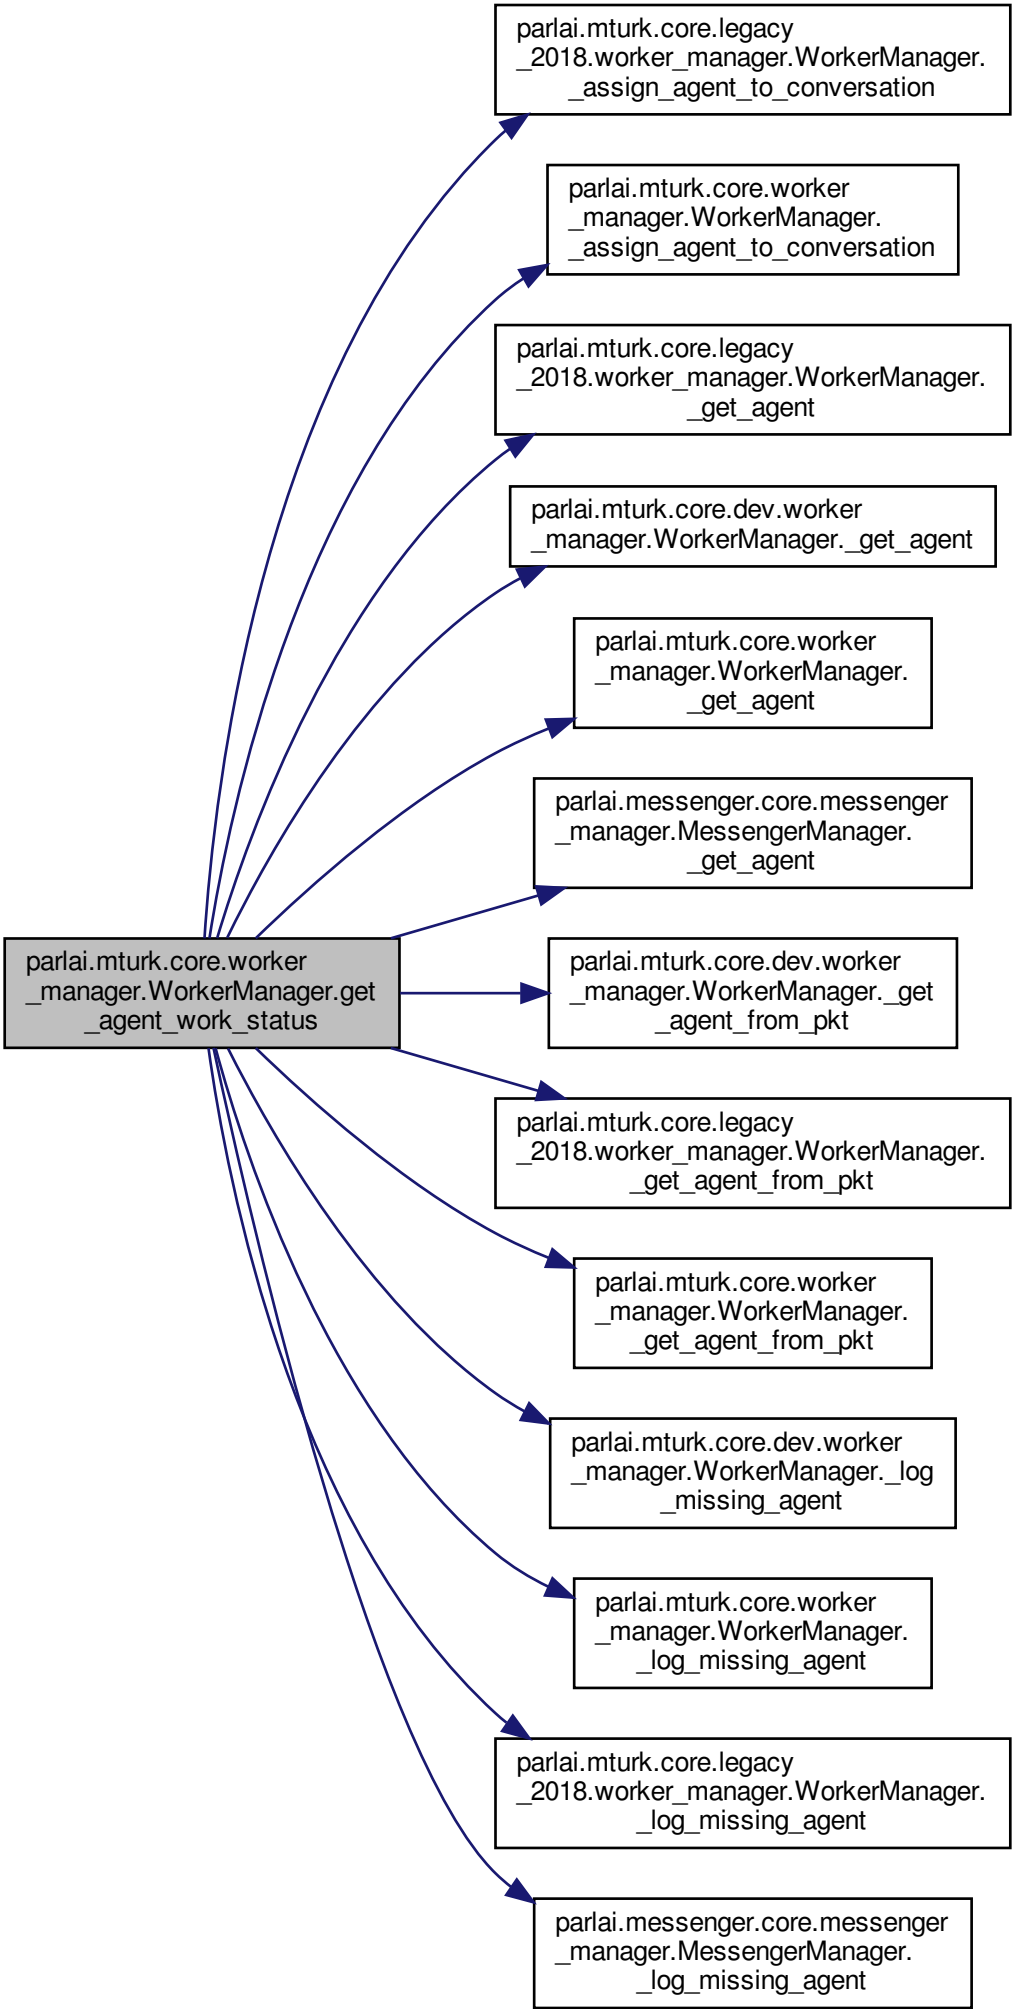 parlai.mturk.core.legacy
_2018.worker_manager.WorkerManager.
_assign_agent_to_conversation
parlai.mturk.core.worker
_manager.WorkerManager.
_assign_agent_to_conversation
parlai.mturk.core.legacy
_2018.worker_manager.WorkerManager.
_get_agent
parlai.mturk.core.dev.worker
_manager.WorkerManager._get_agent
parlai.mturk.core.worker
_manager.WorkerManager.
_get_agent
parlai.messenger.core.messenger
_manager.MessengerManager.
_get_agent
parlai.mturk.core.worker
_manager.WorkerManager.get
_agent_work_status
parlai.mturk.core.dev.worker
_manager.WorkerManager._get
_agent_from_pkt
parlai.mturk.core.legacy
_2018.worker_manager.WorkerManager.
_get_agent_from_pkt
parlai.mturk.core.worker
_manager.WorkerManager.
_get_agent_from_pkt
parlai.mturk.core.dev.worker
_manager.WorkerManager._log
_missing_agent
parlai.mturk.core.worker
_manager.WorkerManager.
_log_missing_agent
parlai.mturk.core.legacy
_2018.worker_manager.WorkerManager.
_log_missing_agent
parlai.messenger.core.messenger
_manager.MessengerManager.
_log_missing_agent